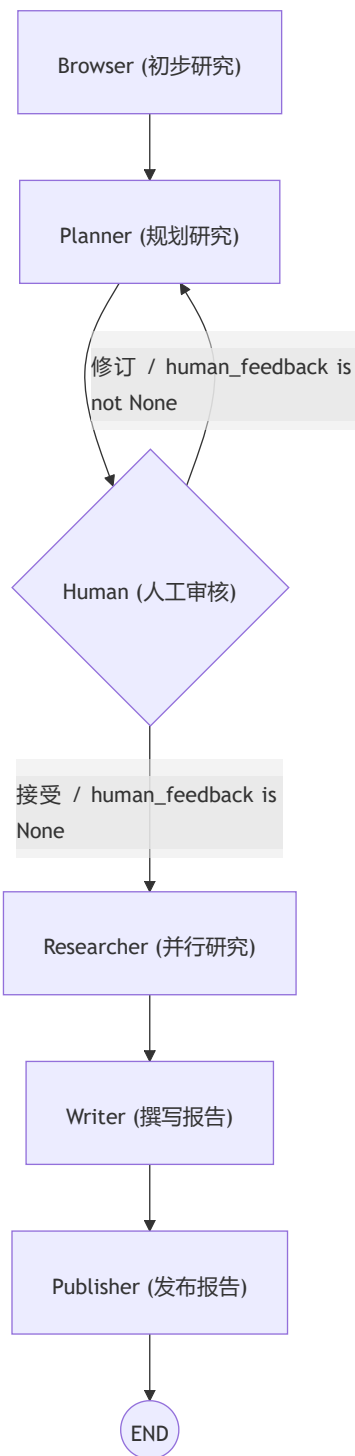 Browser (初步研究)
Planner (规划研究)
修订 / human_feedback is
not None
Human (人工审核)
接受 / human_feedback is
None
Researcher (并行研究)
Writer (撰写报告)
Publisher (发布报告)
END